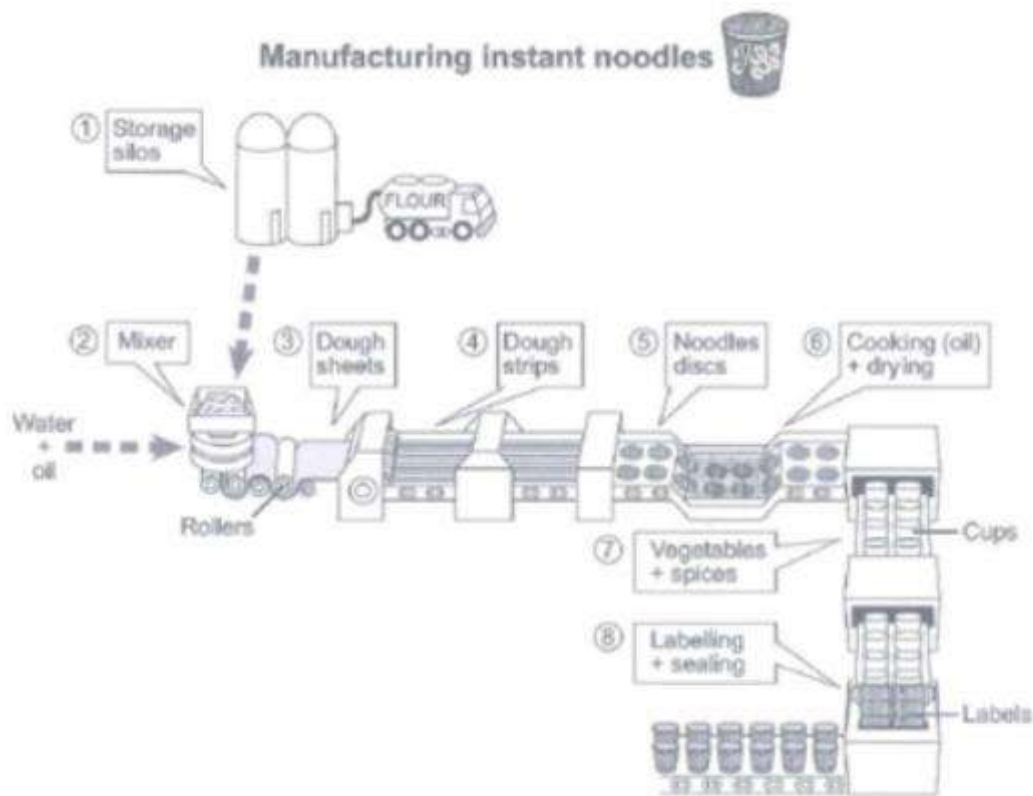 Manufacturing instant noodles
1 Storage
silos
FLOUR
2 Mixer
3 Dough
sheets
4 Dough
strips
5 Noodles
discs
6 Cooking (oil)
+ drying
Water
+
oil
Rollers
7 Vegetables
+ spices
Cups
8 Labelling
+ sealing
Labels